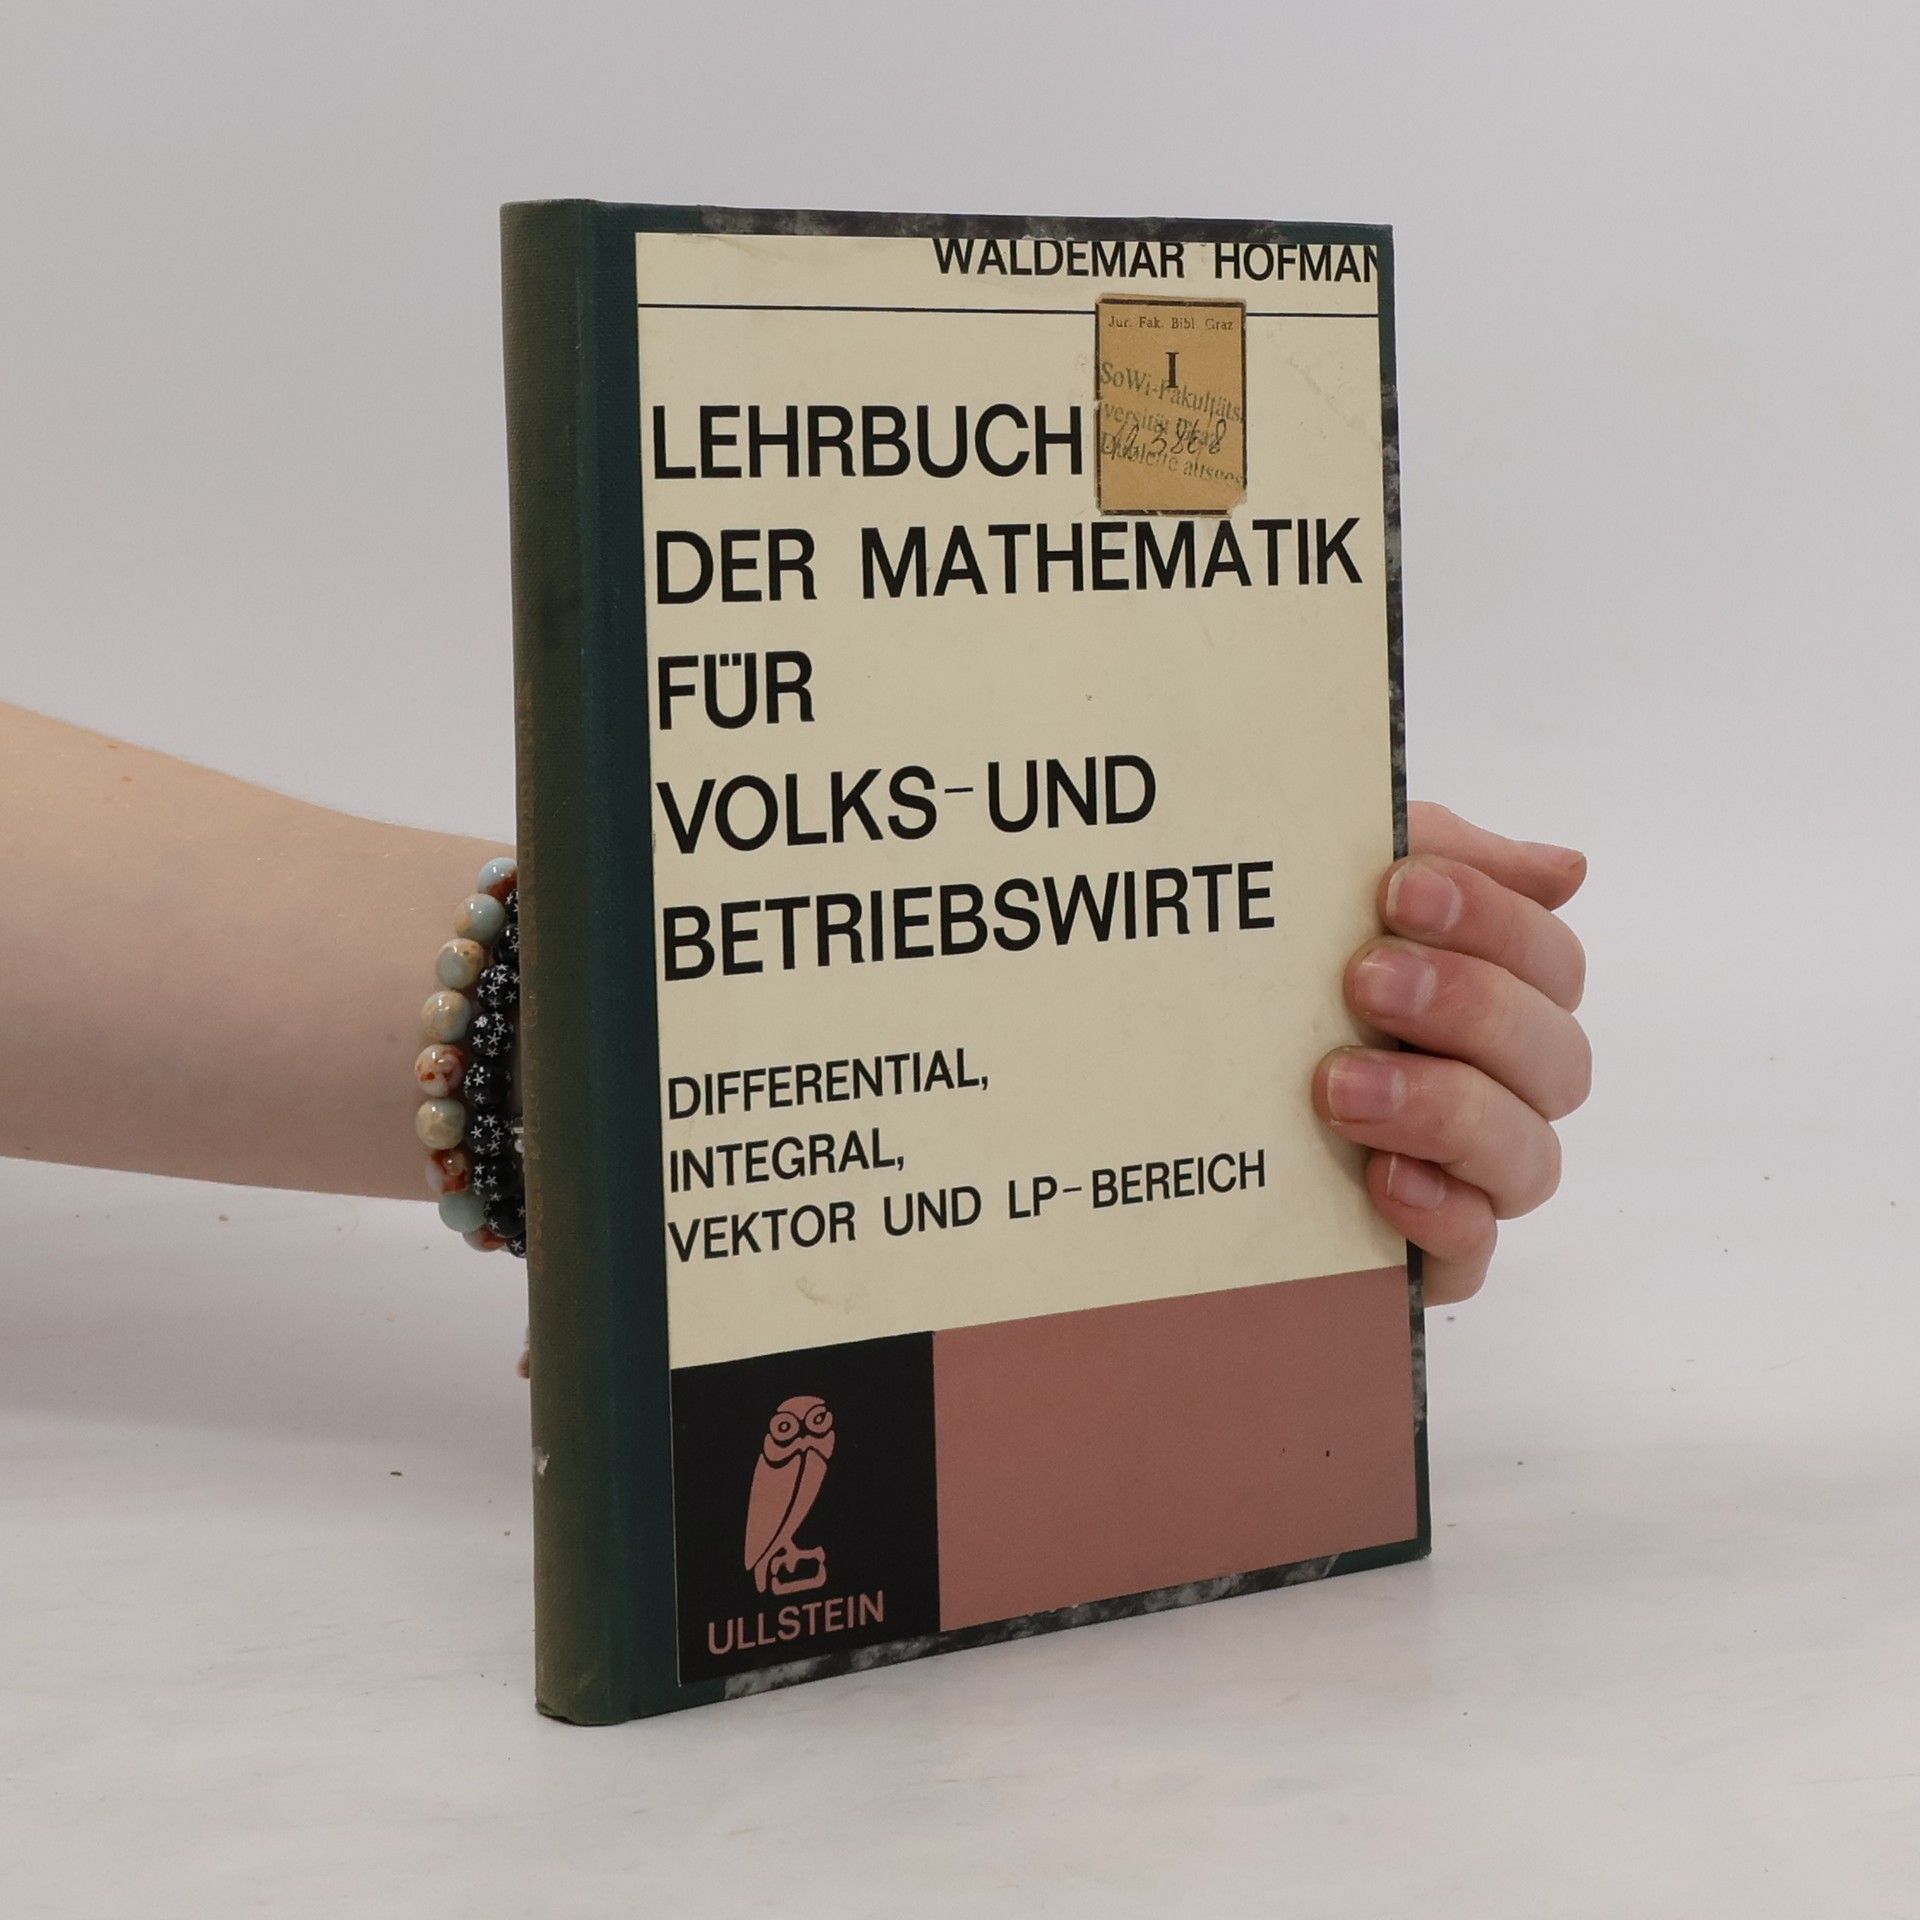 WALDEMAR HOFMAN
Jur. Fak. Bibl. Graz
I
SoWi-Fakultäts
LEHRBUCH
DER MATHEMATIK
FÜR
VOLKS-UND
BETRIEBSWIRTE
DIFFERENTIAL,
INTEGRAL,
VEKTOR UND LP-BEREICH
ULLSTEIN